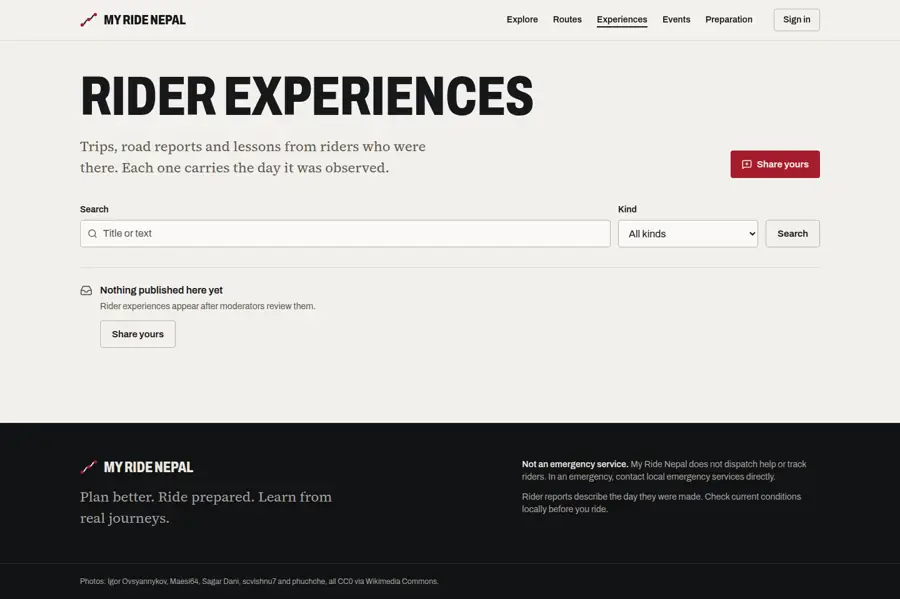 MY RIDE NEPAL
Explore Routes Experiences Events Preparation Sign in
RIDER EXPERIENCES
Trips, road reports and lessons from riders who were
there. Each one carries the day it was observed.
Share yours
Search
Title or text
Kind
All kinds
Search
Nothing published here yet
Rider experiences appear after moderators review them.
Share yours
MY RIDE NEPAL
Plan better. Ride prepared. Learn from
real journeys.
Not an emergency service. My Ride Nepal does not dispatch help or track
riders. In an emergency, contact local emergency services directly.
Rider reports describe the day they were made. Check current conditions
locally before you ride.
Photos: Igor Ovsyannykov, Maesi64, Sagar Dani, scvishnu7 and phuchche, all CC0 via Wikimedia Commons.